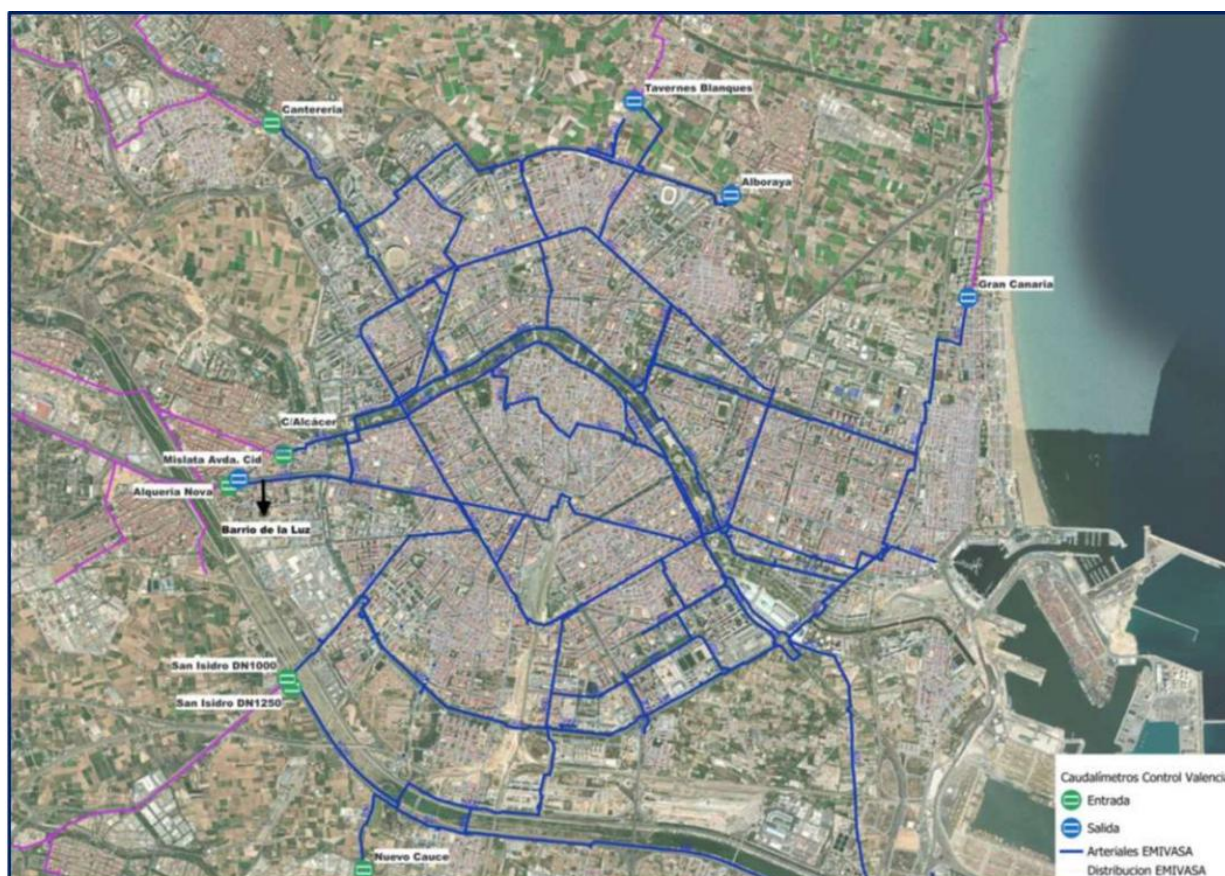 Tavernes Blanques
Cantereria
Alboraya
Gran Canaria
C/Alcácer
Mislata Avda. Cid
Alqueria Nova
Barrio de la Luz
San Isidro DN1000
San Isidro DN1250
Nuevo Cauce
Caudalímetros Control Valencia
Entrada
Salida
Arteriales EMIVASA
Distribucion EMIVASA